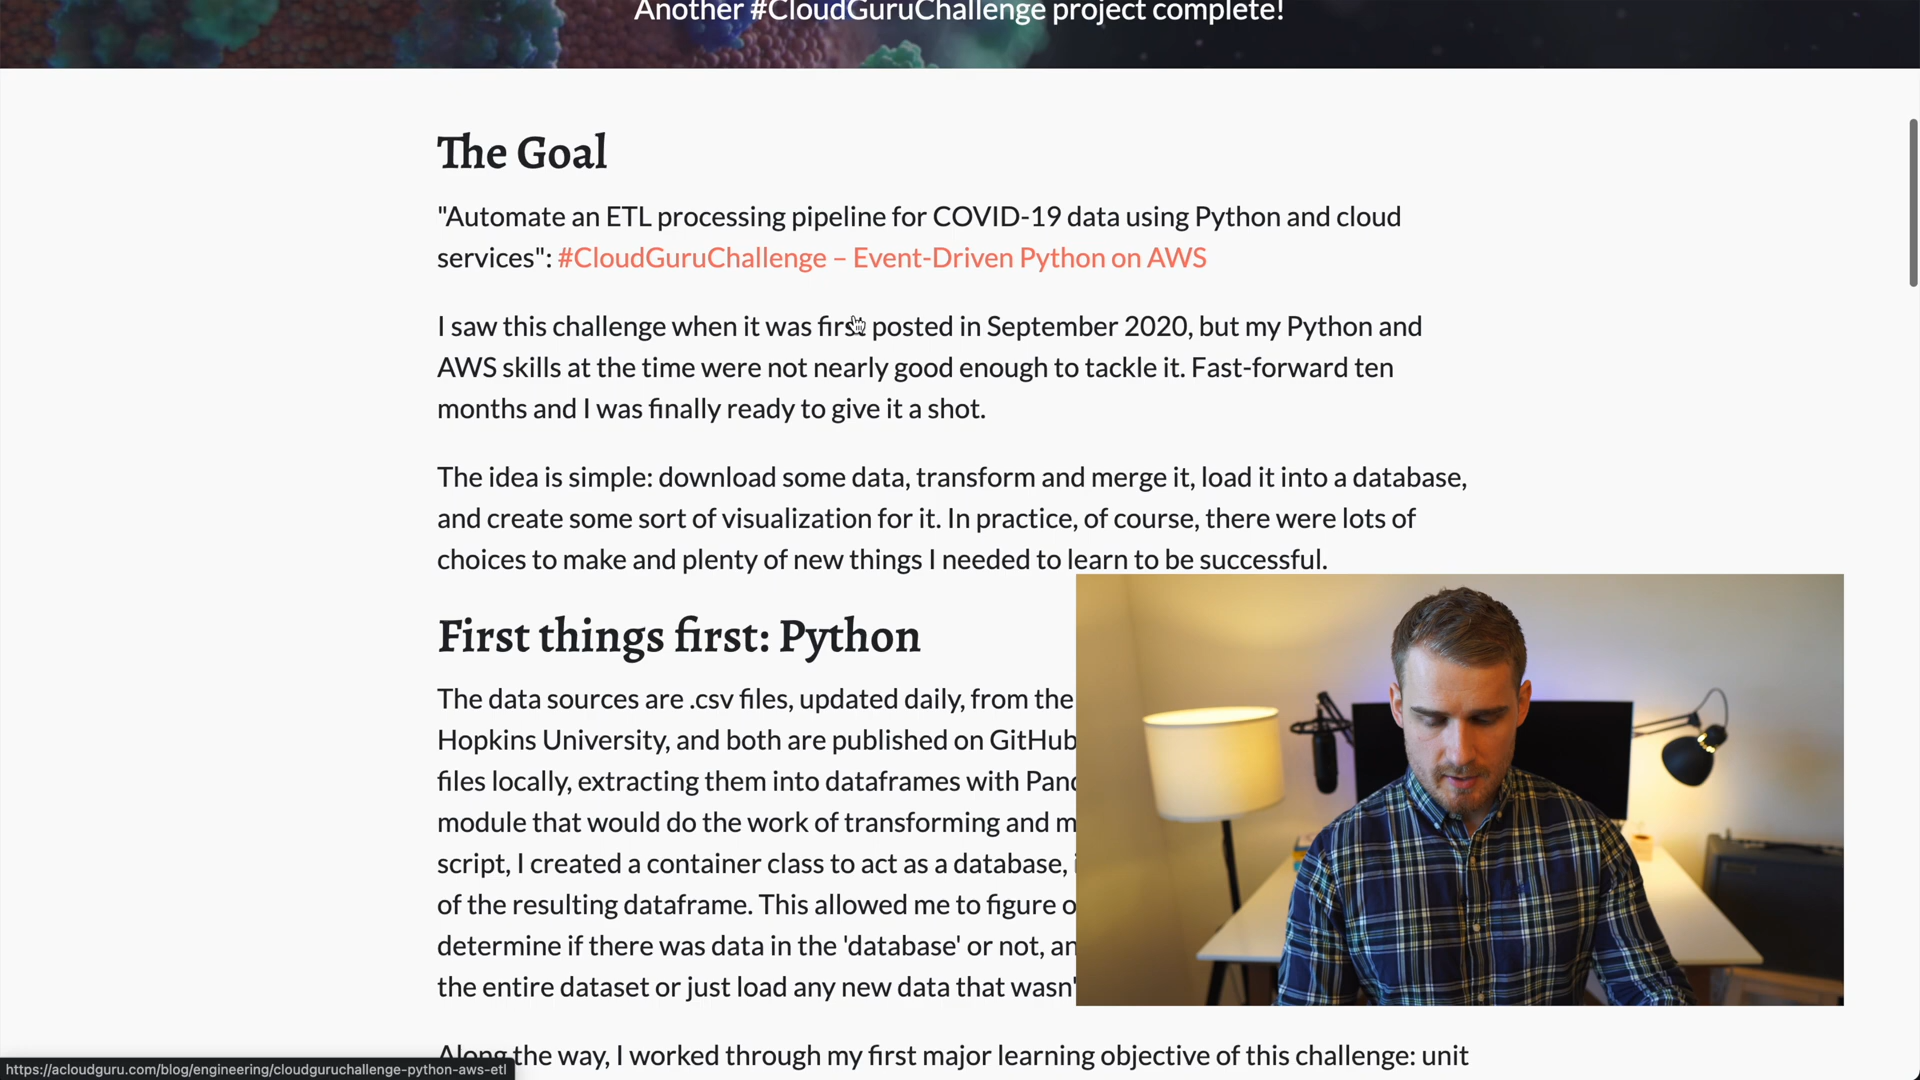 Another #CloudGuruChallenge project complete!
The Goal
"Automate an ETL processing pipeline for COVID-19 data using Python and cloud
services": #CloudGuruChallenge – Event-Driven Python on AWS
I saw this challenge when it was first posted in September 2020, but my Python and
AWS skills at the time were not nearly good enough to tackle it. Fast-forward ten
months and I was finally ready to give it a shot.
The idea is simple: download some data, transform and merge it, load it into a database,
and create some sort of visualization for it. In practice, of course, there were lots of
choices to make and plenty of new things I needed to learn to be successful.
First things first: Python
The data sources are .csv files, updated daily, from the
Hopkins University, and both are published on GitHub
files locally, extracting them into dataframes with
module that would do the work of transforming and
script, I created a container class to act as a database,
of the resulting dataframe. This allowed me to figure
determine if there was data in the 'database' or not,
the entire dataset or just load any new data that wasn'
Along the way, I worked through my first major learning objective of this challenge: unit
https://acloudguru.com/blog/engineering/cloudguruchallenge-python-aws-etl